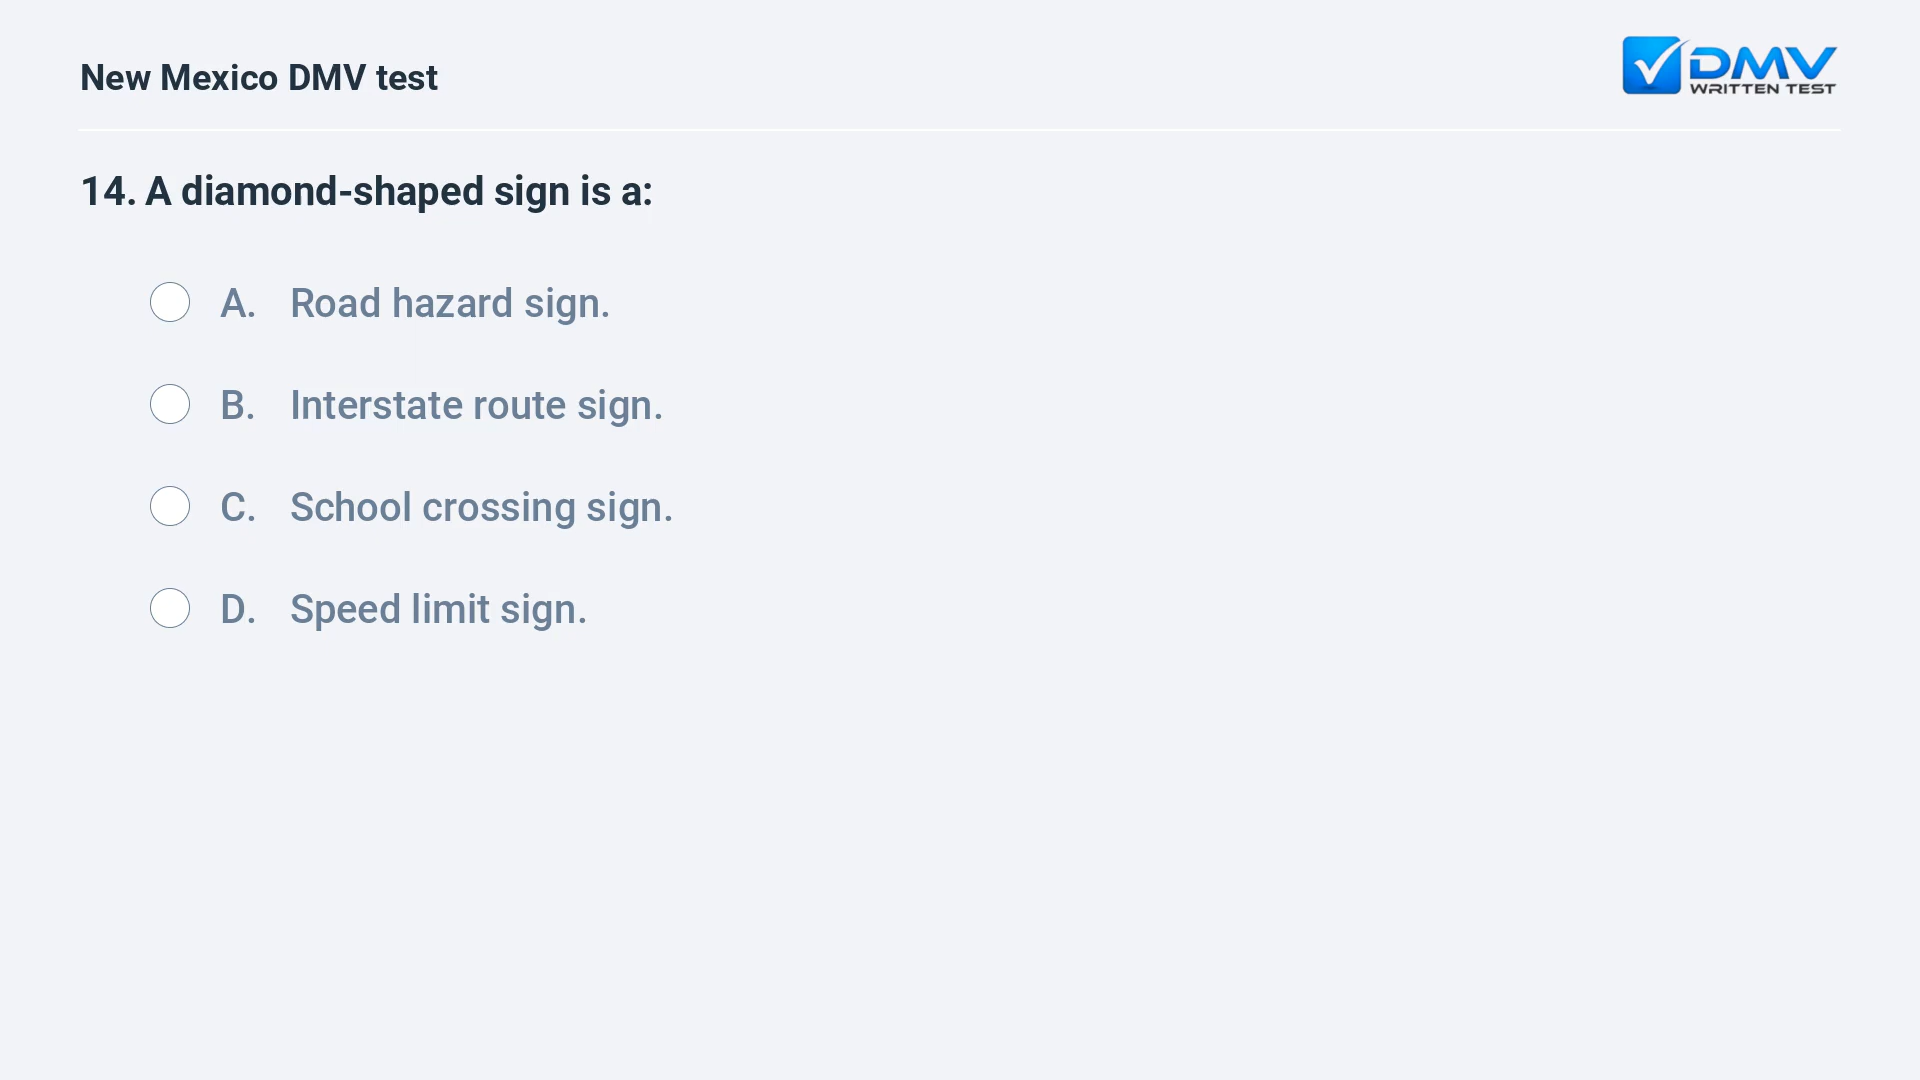 New Mexico DMV test
DMV
WRITTEN TEST
14. A diamond-shaped sign is a:
A. Road hazard sign.
B. Interstate route sign.
C. School crossing sign.
D. Speed limit sign.